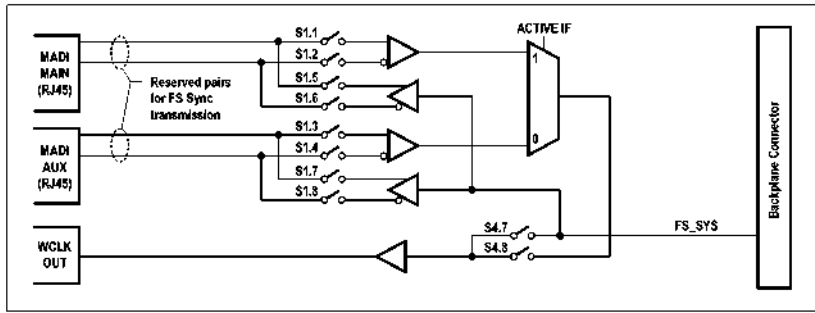 MADI
MAIN
(RJ45)
Reserved pairs
for FS Sync
transmission
MADI
AUX
(RJ45)
WCLK
OUT
S1.1
S1.2
S1.5
S1.6
S1.3
S1.4
S1.7
S1.8
S4.7
S4.8
ACTIVE IF
1
0
FS_SYS
Backplane Connector